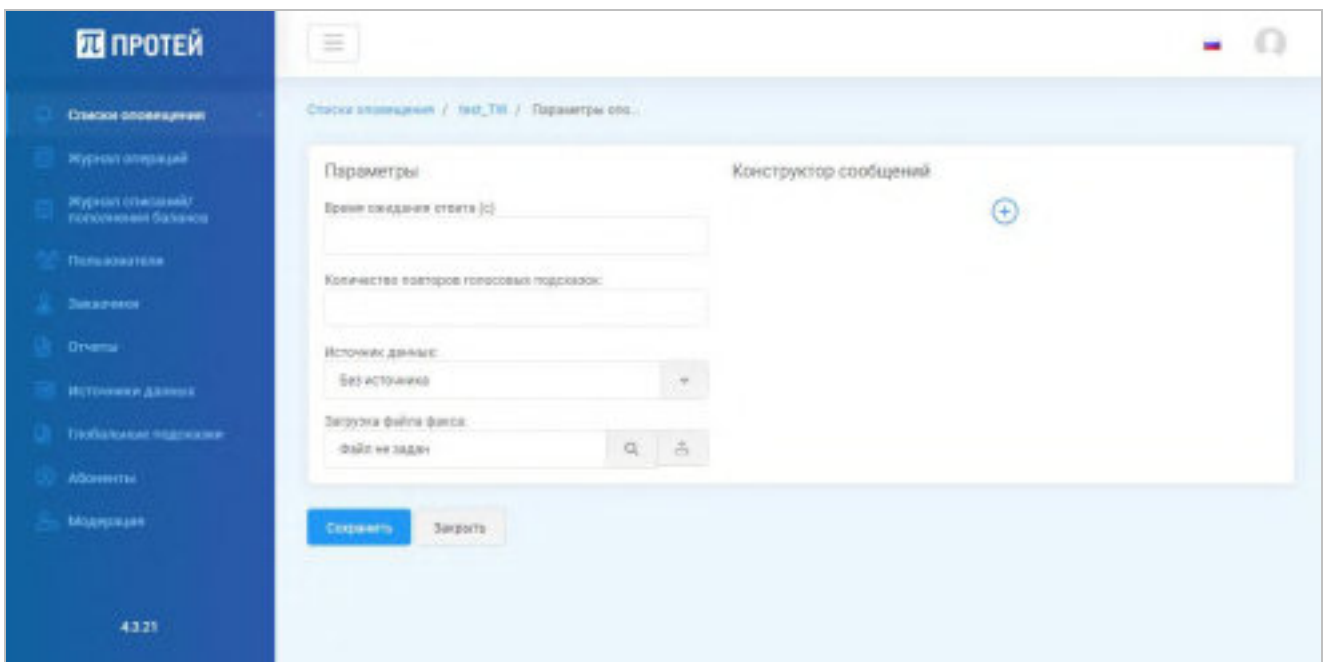 ПРОТЕЙ
Списки оповещения
Журнал операций
Журнал списаний/
пополнения баланса
Пользователи
Заказчики
Отчеты
Источники данных
Глобальные подсказки
Абоненты
Модерация
4.3.21
Списки оповещения / test_TW / Параметры опо...
Параметры
Время ожидания ответа (с)
Количество повторов голосовых подсказок:
Источник данных:
Без источника
Загрузка файла факса:
Файл не задан
Сохранить
Закрыть
Конструктор сообщений